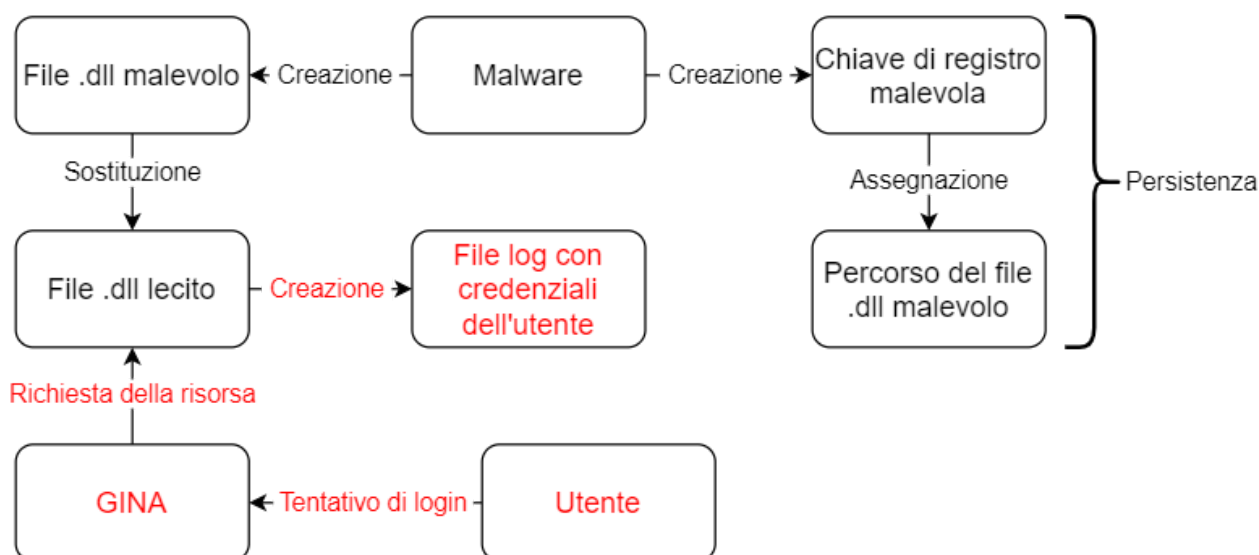 File .dll malevolo
Creazione
Malware
Creazione
Chiave di registro
malevola
Sostituzione
Assegnazione
Persistenza
File .dll lecito
Creazione
File log con
credenziali
dell'utente
Percorso del file
.dll malevolo
Richiesta della risorsa
GINA
Tentativo di login
Utente